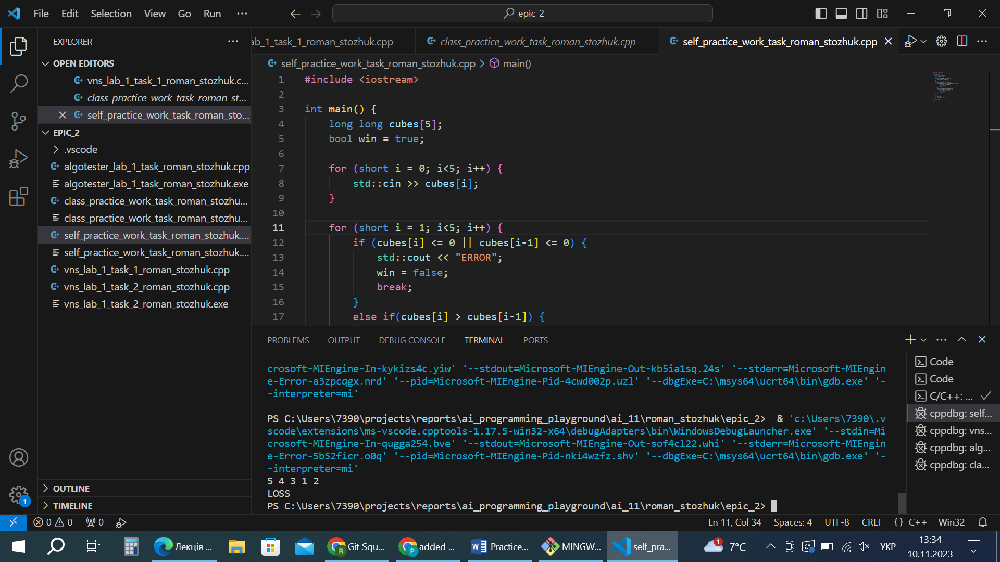 File Edit Selection View Go Run ··· epic_2
EXPLORER
OPEN EDITORS
vns_lab_1_task_1_roman_stozhuk.c...
class_practice_work_task_roman_st...
self_practice_work_task_roman_sto...
EPIC_2
.vscode
algotester_lab_1_task_roman_stozhuk.cpp
algotester_lab_1_task_roman_stozhuk.exe
class_practice_work_task_roman_stozhu...
class_practice_work_task_roman_stozhu...
self_practice_work_task_roman_stozhuk....
self_practice_work_task_roman_stozhuk....
vns_lab_1_task_1_roman_stozhuk.cpp
vns_lab_1_task_2_roman_stozhuk.cpp
vns_lab_1_task_2_roman_stozhuk.exe
OUTLINE
TIMELINE
1
ab_1_task_1_roman_stozhuk.cpp class_practice_work_task_roman_stozhuk.cpp self_practice_work_task_roman_stozhuk.cpp
self_practice_work_task_roman_stozhuk.cpp > main()
1 #include <iostream>
2
3 int main() {
4 long long cubes[5];
5 bool win = true;
6
7 for (short i = 0; i<5; i++) {
8 std::cin >> cubes[i];
9 }
10
11 for (short i = 1; i<5; i++) {
12 if (cubes[i] <= 0 || cubes[i-1] <= 0) {
13 std::cout << "ERROR";
14 win = false;
15 break;
16 }
17 else if(cubes[i] > cubes[i-1]) {
PROBLEMS OUTPUT DEBUG CONSOLE TERMINAL PORTS
crosoft-MIEngine-In-kykizs4c.yiw' '--stdout=Microsoft-MIEngine-Out-kb5ia1sq.24s' '--stderr=Microsoft-MIEngin
e-Error-a3zpcqgx.nrd' '--pid=Microsoft-MIEngine-Pid-4cwd002p.uzl' '--dbgExe=C:\msys64\ucrt64\bin\gdb.exe' '-
-interpreter=mi'
PS C:\Users\7390\projects\reports\ai_programming_playground\ai_11\roman_stozhuk\epic_2> & 'c:\Users\7390\.v
scode\extensions\ms-vscode.cpptools-1.17.5-win32-x64\debugAdapters\bin\WindowsDebugLauncher.exe' '--stdin=Mi
crosoft-MIEngine-In-qugga254.bve' '--stdout=Microsoft-MIEngine-Out-sof4cl22.whi' '--stderr=Microsoft-MIEngin
e-Error-5b52ficr.o0q' '--pid=Microsoft-MIEngine-Pid-nki4wzfz.shv' '--dbgExe=C:\msys64\ucrt64\bin\gdb.exe' '-
-interpreter=mi'
5 4 3 1 2
LOSS
PS C:\Users\7390\projects\reports\ai_programming_playground\ai_11\roman_stozhuk\epic_2>
Code
Code
C/C++: ...
cppdbg: self...
cppdbg: vns...
cppdbg: alg...
cppdbg: cla...
0 0 0 Ln 11, Col 34 Spaces: 4 UTF-8 CRLF {} C++ Win32
Лекція ... Git Squ... added ... Practice... MINGW... self_pra... 1 7°C УКР 13:34
10.11.2023